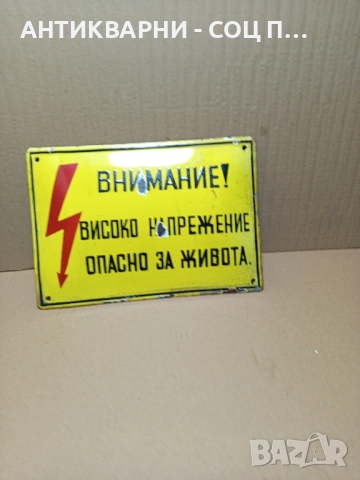 АНТИКВАРНИ - СОЦ П...
ВНИМАНИЕ!
ВИСОКО НАПРЕЖЕНИЕ
ОПАСНО ЗА ЖИВОТА.
BAZAR